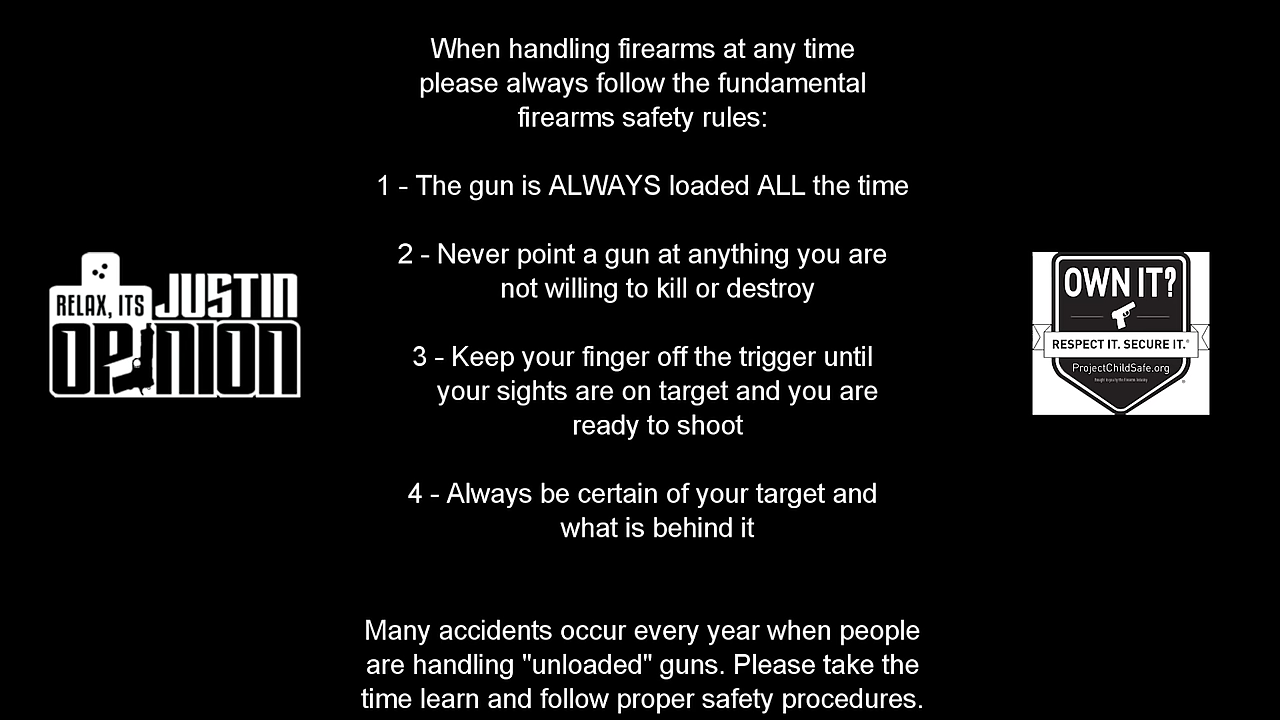 When handling firearms at any time
please always follow the fundamental
firearms safety rules:
1 - The gun is ALWAYS loaded ALL the time
2 - Never point a gun at anything you are
not willing to kill or destroy
3 - Keep your finger off the trigger until
your sights are on target and you are
ready to shoot
4 - Always be certain of your target and
what is behind it
Many accidents occur every year when people
are handling "unloaded" guns. Please take the
time learn and follow proper safety procedures.
RELAX, ITS JUSTIN
OPINION
OWN IT?
RESPECT IT. SECURE IT.®
ProjectChildSafe.org